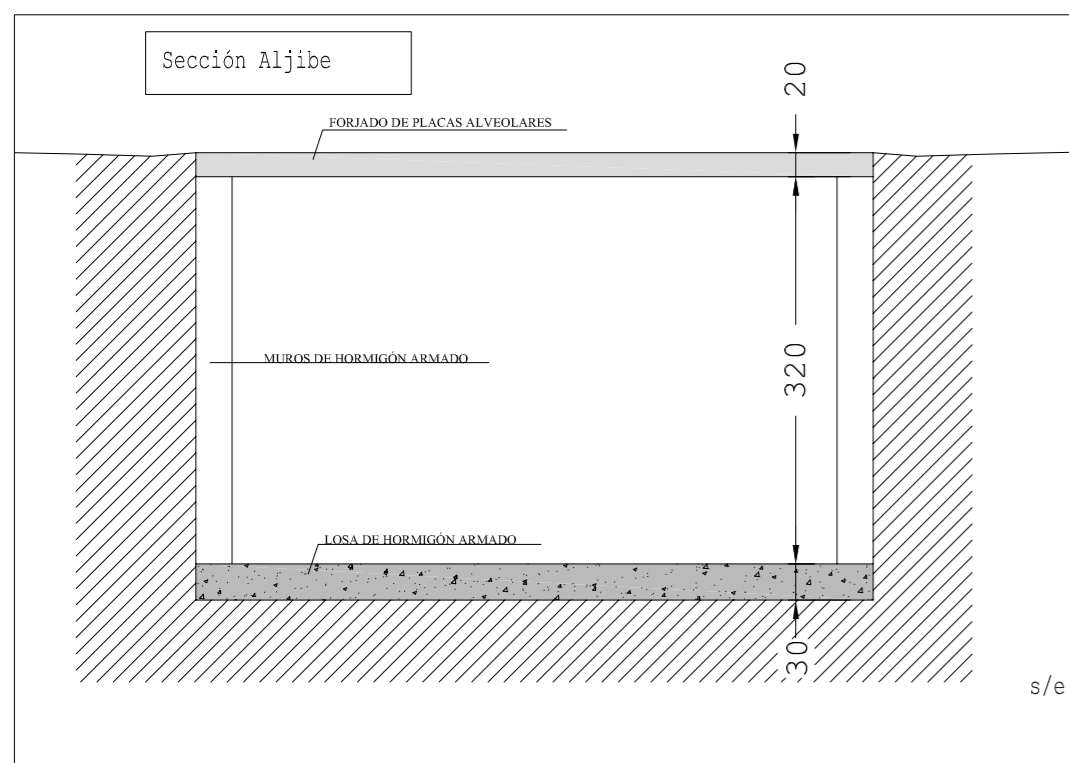 Sección Aljibe
20
FORJADO DE PLACAS ALVEOLARES
MUROS DE HORMIGÓN ARMADO
320
LOSA DE HORMIGÓN ARMADO
30
s/e